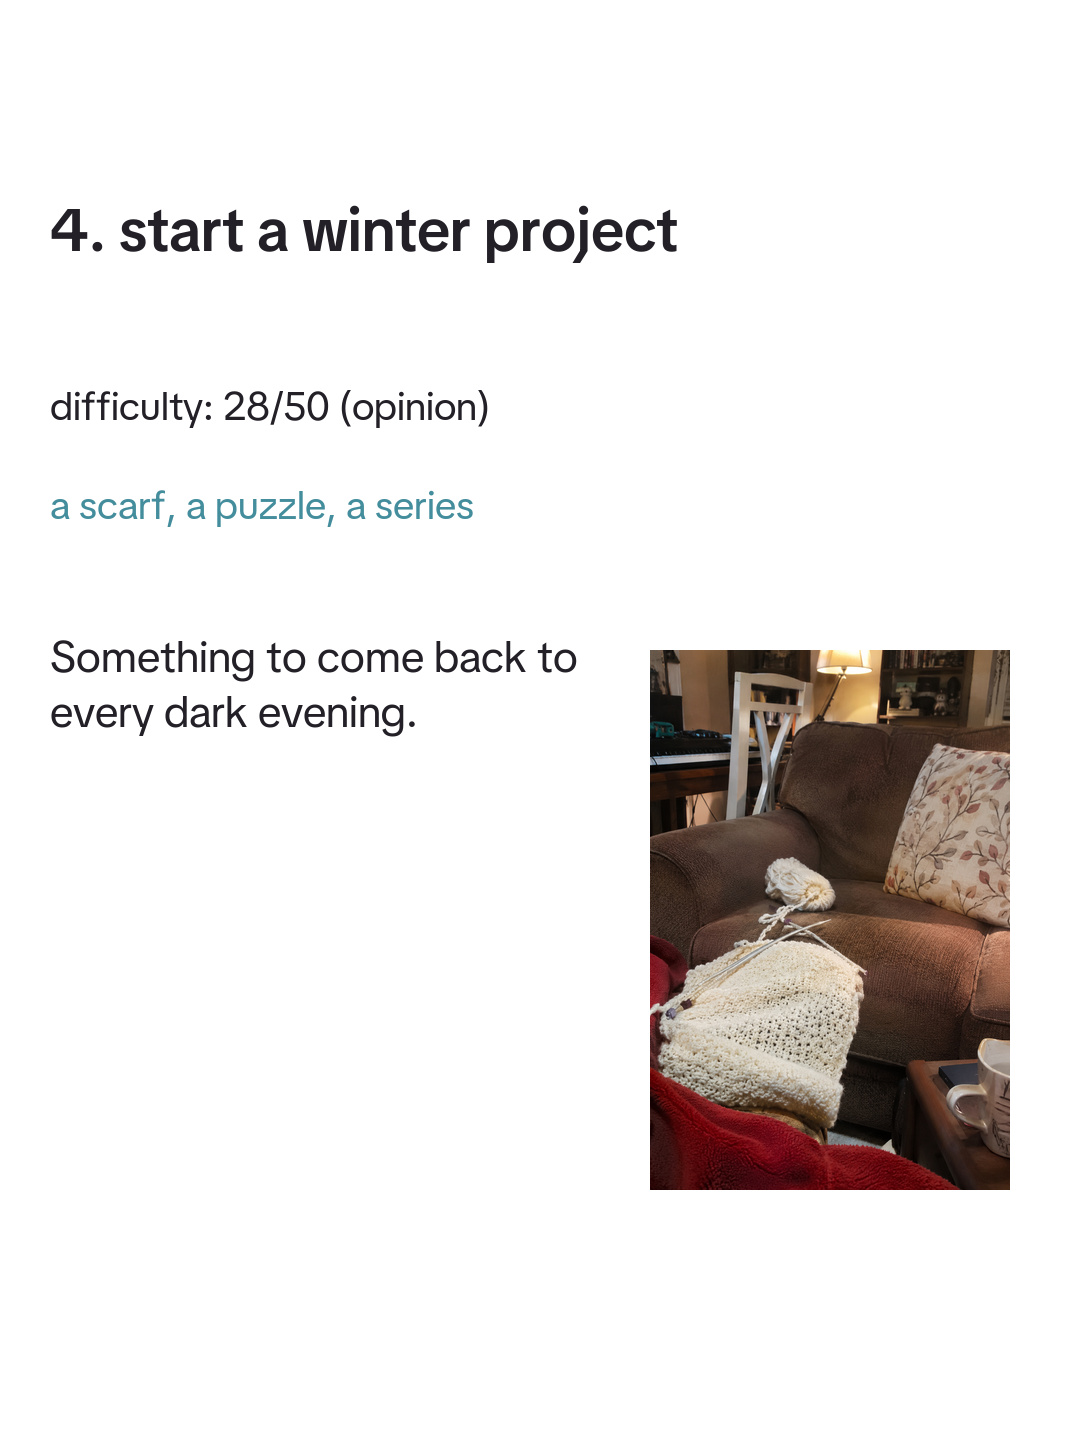 4. start a winter project
difficulty: 28/50 (opinion)
a scarf, a puzzle, a series
Something to come back to
every dark evening.